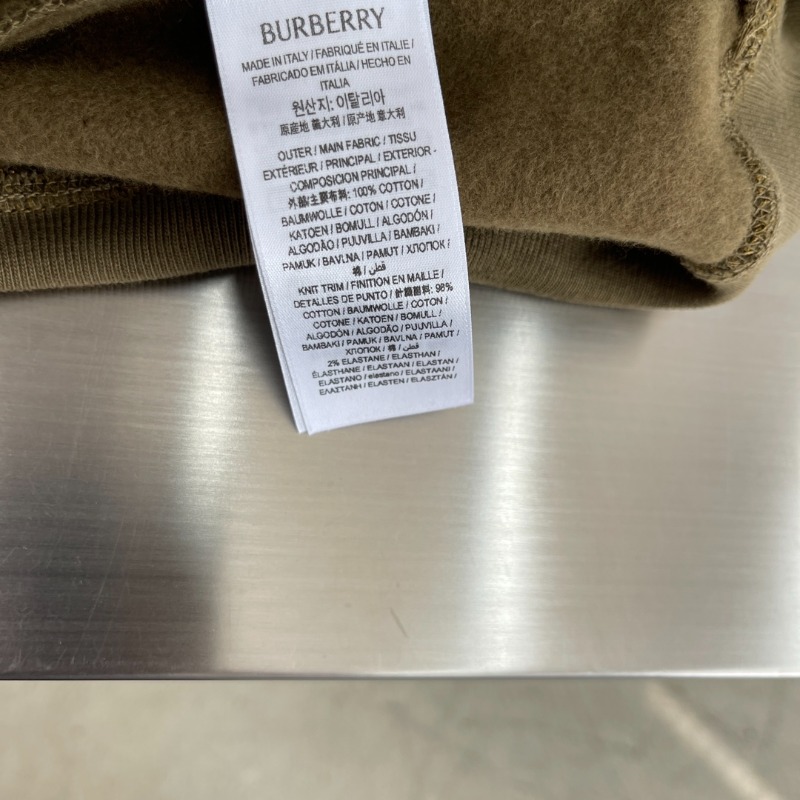 BURBERRY
MADE IN ITALY / FABRIQUÉ EN ITALIE /
FABRICADO EM ITÁLIA / HECHO EN
ITALIA
원산지: 이탈리아
原産地 義大利 / 原产地 意大利
OUTER / MAIN FABRIC / TISSU
EXTÉRIEUR / PRINCIPAL / EXTERIOR -
COMPOSICION PRINCIPAL /
外部/主要布料: 100% COTTON /
BAUMWOLLE / COTON / COTONE /
KATOEN / BOMULL / ALGODÓN /
ALGODÃO / PUUVILLA / BAMBAKI /
PAMUK / BAVLNA / PAMUT / ХЛОПОК /
棉 / قطن /
KNIT TRIM / FINITION EN MAILLE /
DETALLES DE PUNTO / 針織翻料: 98%
COTTON / BAUMWOLLE / COTON /
COTONE / KATOEN / BOMULL /
ALGODÓN / ALGODÃO / PUUVILLA /
BAMBAKI / PAMUK / BAVLNA / PAMUT /
ХЛОПОК / 棉 / قطن /
2% ELASTANE / ELASTHAN /
ÉLASTHANE / ELASTAAN / ELASTAN /
ELASTANO / elastano / ELASTAANI /
ΕΛΑΣΤΑΝΗ / ELASTEN / ELASZTÁN /